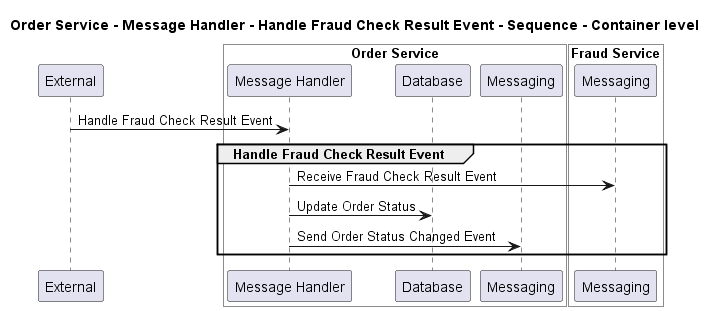 Order Service - Message Handler - Handle Fraud Check Result Event - Sequence - Container level
Order Service
Fraud Service
External
Message Handler
Database
Messaging
Messaging
Handle Fraud Check Result Event
Handle Fraud Check Result Event
Receive Fraud Check Result Event
Update Order Status
Send Order Status Changed Event
External
Message Handler
Database
Messaging
Messaging